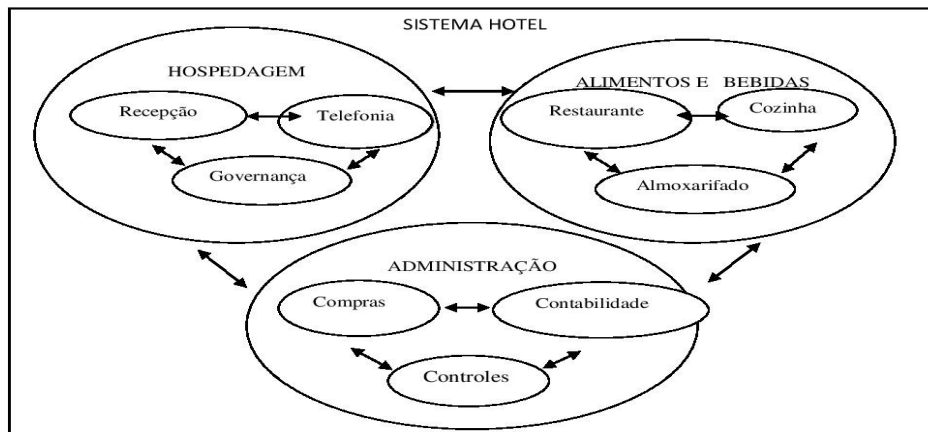 SISTEMA HOTEL
HOSPEDAGEM
Recepção
Telefonia
Governança
ALIMENTOS E BEBIDAS
Restaurante
Cozinha
Almoxarifado
ADMINISTRAÇÃO
Compras
Contabilidade
Controles